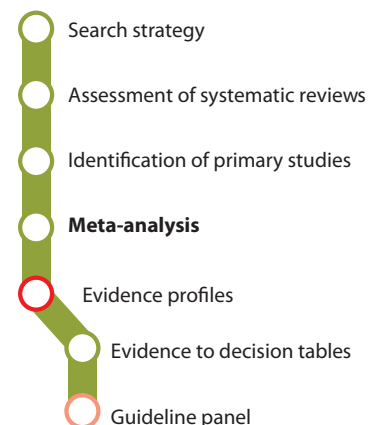 Search strategy
Assessment of systematic reviews
Identification of primary studies
Meta-analysis
Evidence profiles
Evidence to decision tables
Guideline panel